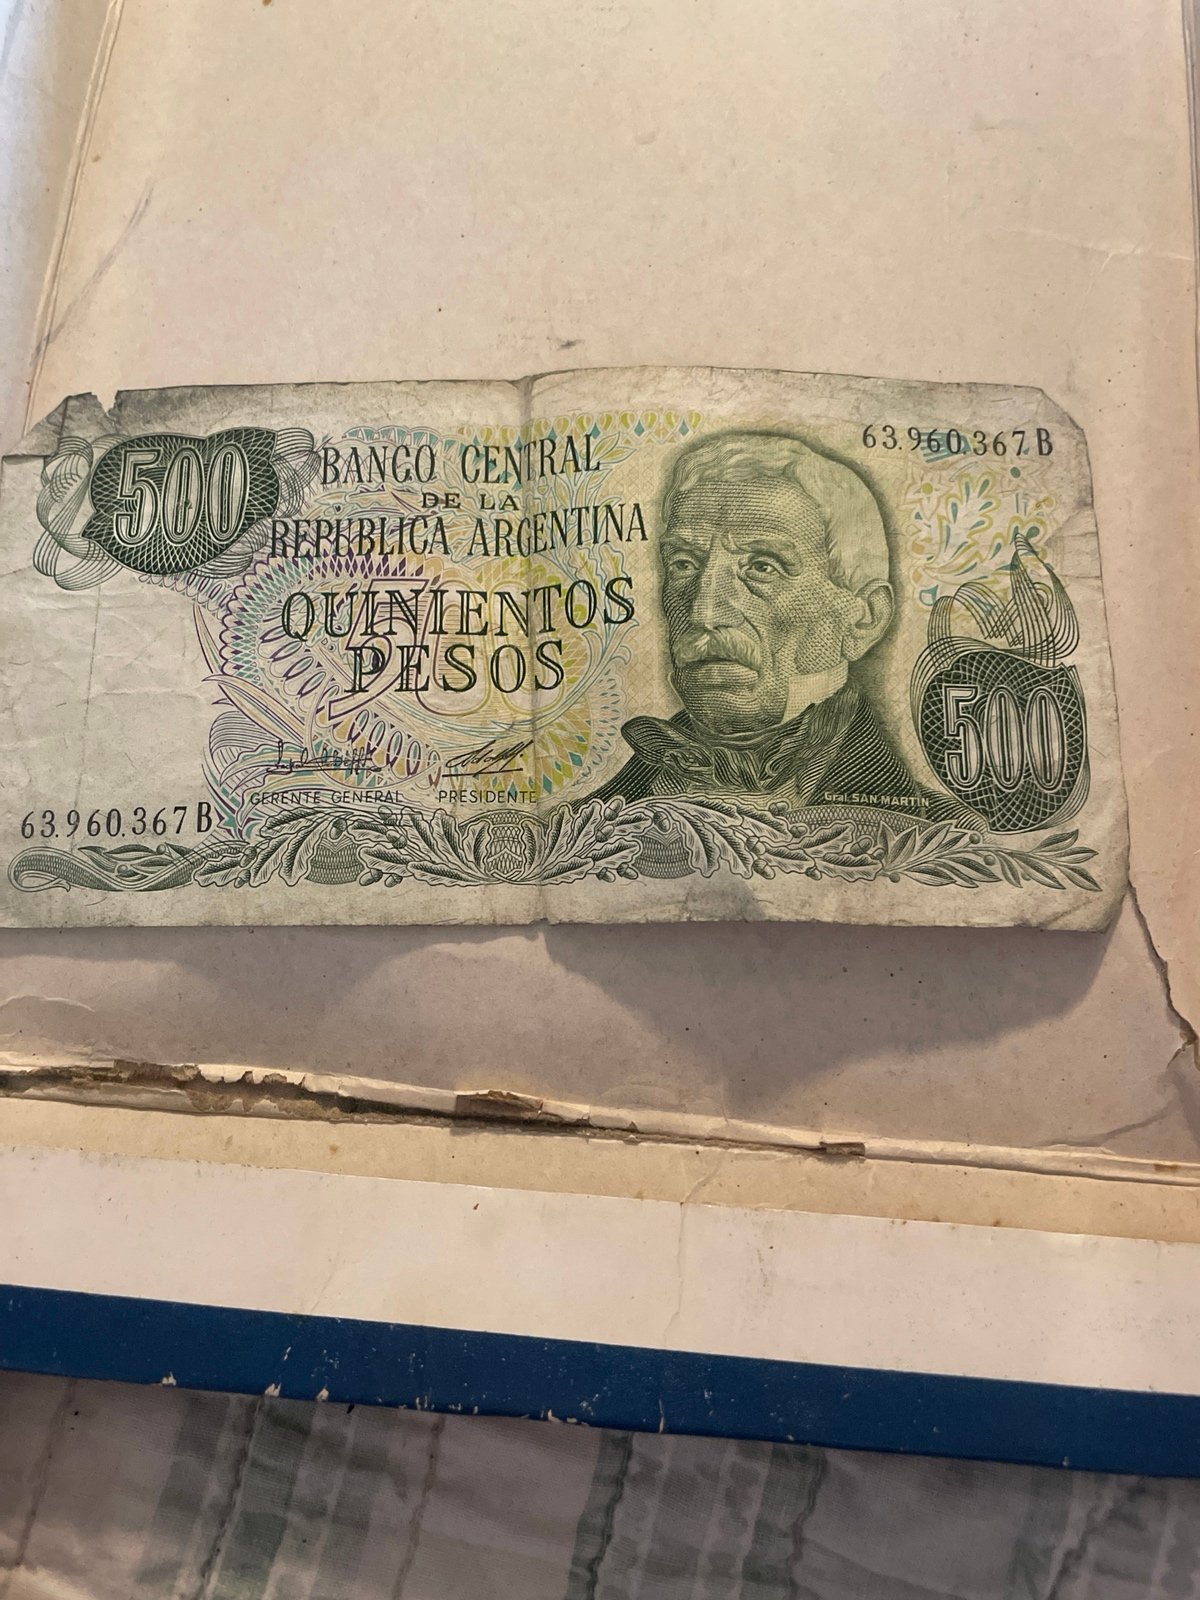 500
BANCO CENTRAL
DE LA
REPUBLICA ARGENTINA
63.960.367 B
QUINIENTOS
PESOS
500
500
GERENTE GENERAL PRESIDENTE
Gral. SAN MARTIN
63.960.367 B